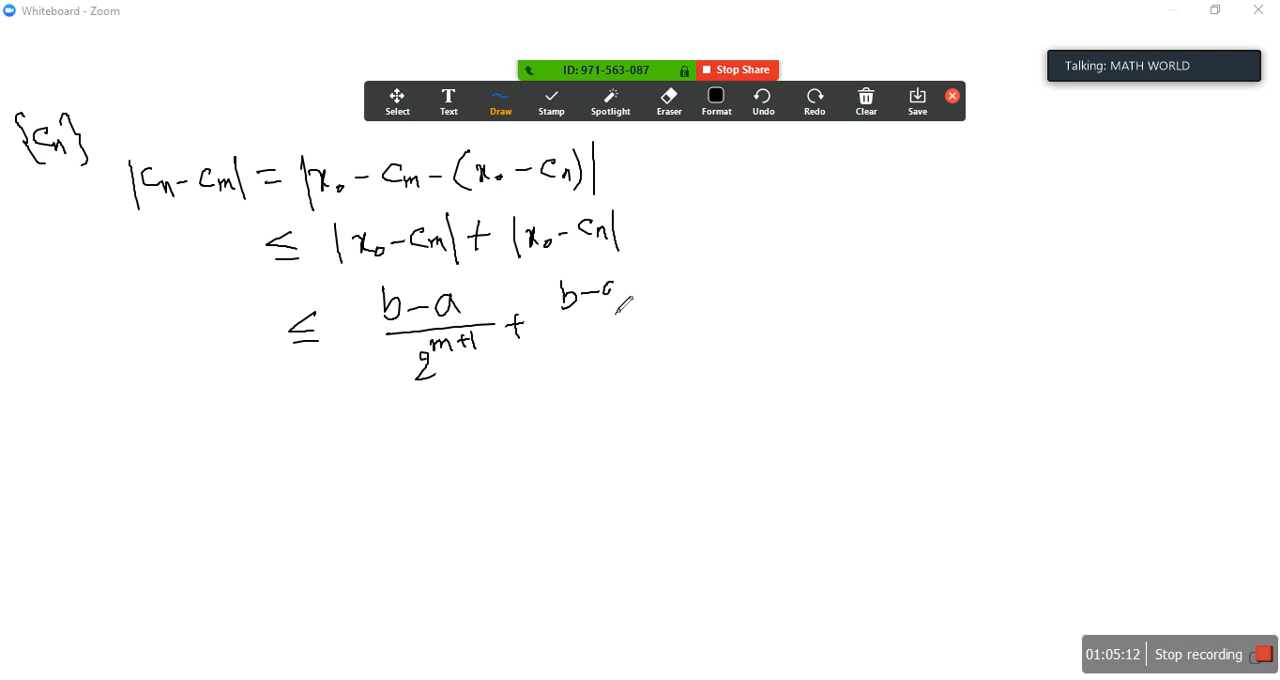 Whiteboard - Zoom
ID: 971-563-087 Stop Share
Talking: MATH WORLD
Select Text Draw Stamp Spotlight Eraser Format Undo Redo Clear Save
{Cn}
|Cn - Cm| = |x₀ - Cm - (x₀ - Cn)|
≤ |x₀ - Cm| + |x₀ - Cn|
≤ b-a / 2^(m+1) + b-a
01:05:12 Stop recording